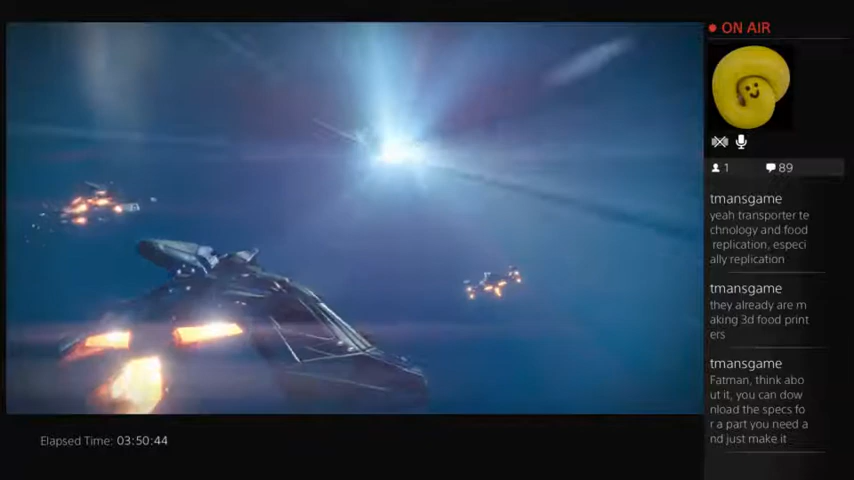 ON AIR
1
89
tmansgame
yeah transporter te
chnology and food
replication, especi
ally replication
tmansgame
they already are m
aking 3d food print
ers
tmansgame
Fatman, think abo
ut it, you can dow
nload the specs fo
r a part you need a
nd just make it
Elapsed Time: 03:50:44